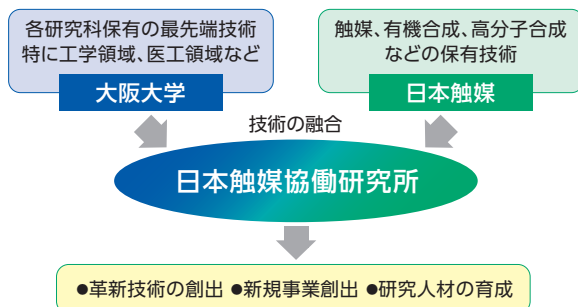 各研究科保有の最先端技術
特に工学領域、医工領域など
大阪大学
触媒、有機合成、高分子合成
などの保有技術
日本触媒
技術の融合
日本触媒協働研究所
●革新技術の創出 ●新規事業創出 ●研究人材の育成